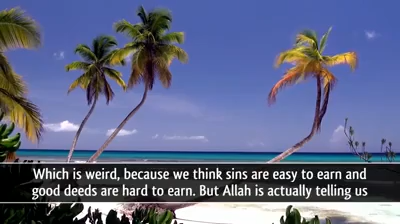 Which is weird, because we think sins are easy to earn and
good deeds are hard to earn. But Allah is actually telling us